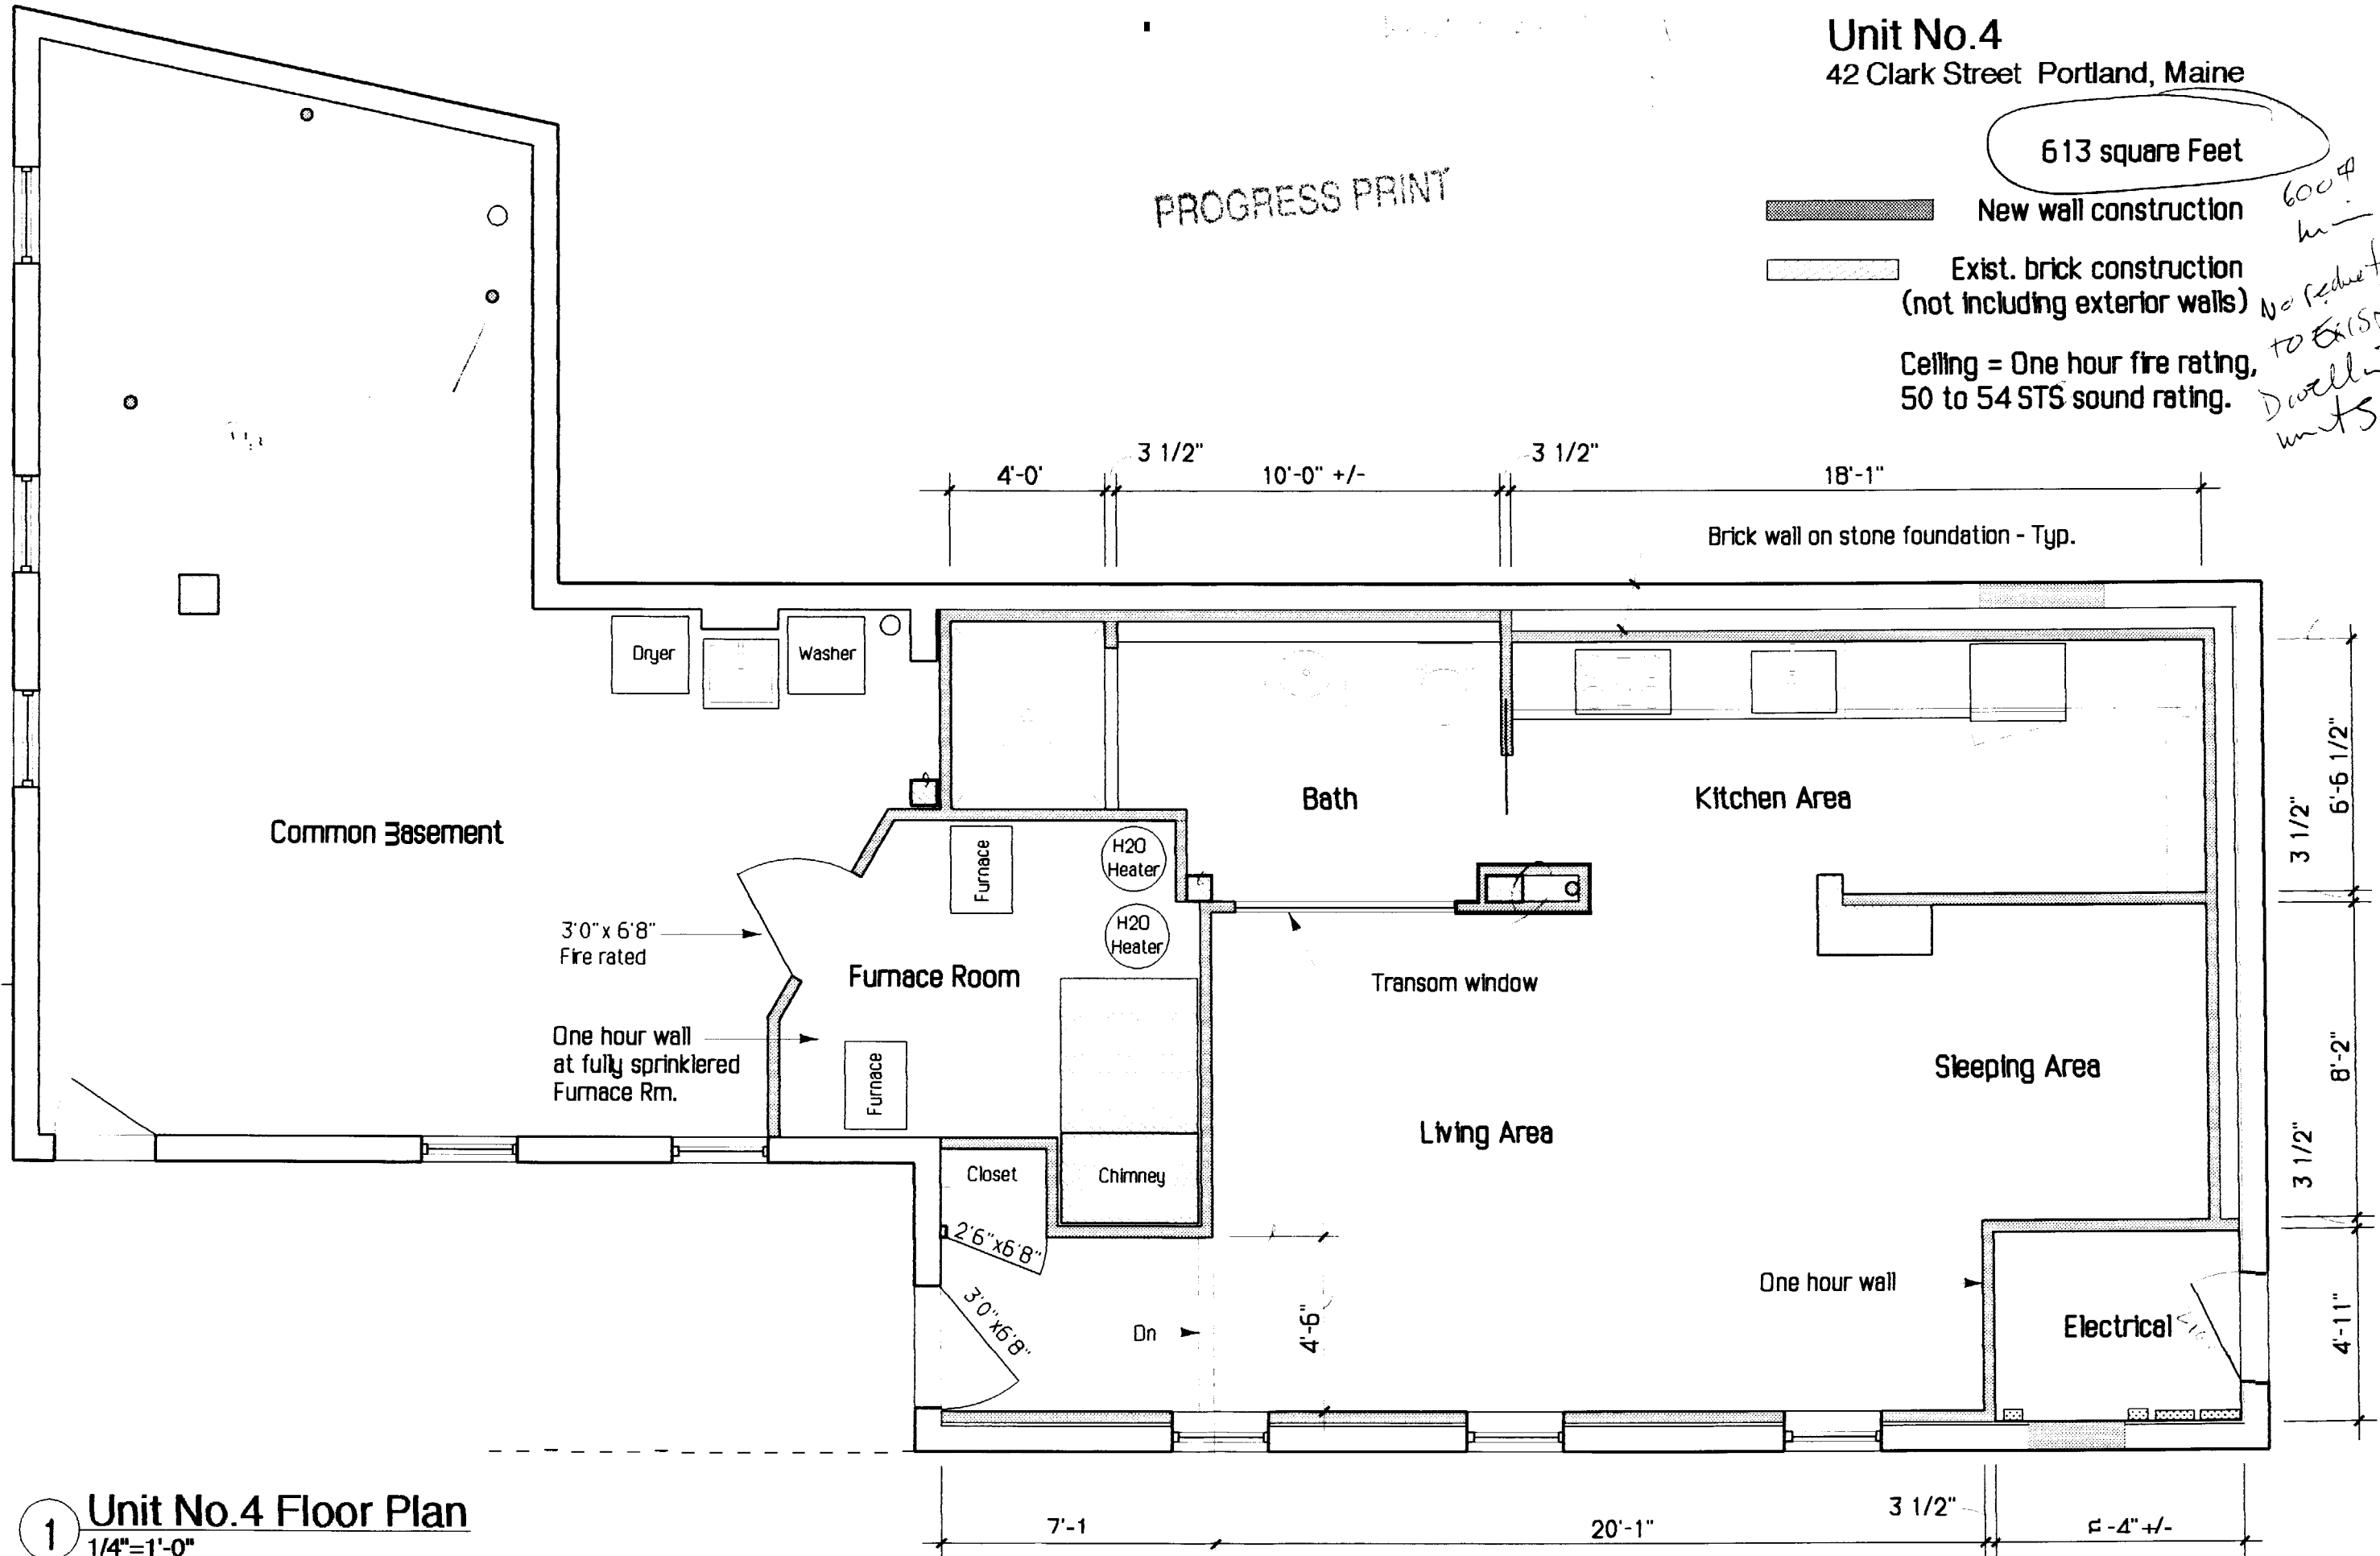 Unit No.4
42 Clark Street Portland, Maine
613 square Feet
PROGRESS PRINT
New wall construction
Exist. brick construction
(not including exterior walls)
Ceiling = One hour fire rating,
50 to 54 STS sound rating.
No
to
units
4'-0'
3 1/2"
10'-0" +/-
3 1/2"
18'-1"
Brick wall on stone foundation - Typ.
Dryer
Washer
Bath
Kitchen Area
6'-6 1/2"
3 1/2"
Common Basement
Furnace
H2O
Heater
H2O
Heater
3'0"x 6'8"
Fire rated
Furnace Room
Transom window
One hour wall
at fully sprinklered
Furnace Rm.
Furnace
Sleeping Area
8'-2"
Living Area
3 1/2"
Closet
Chimney
2'6"x6'8"
3'0"x6'8"
Dn
4'-6"
One hour wall
Electrical
4'-11"
1
Unit No.4 Floor Plan
1/4"=1'-0"
7'-1
20'-1"
3 1/2"
-4"+/-